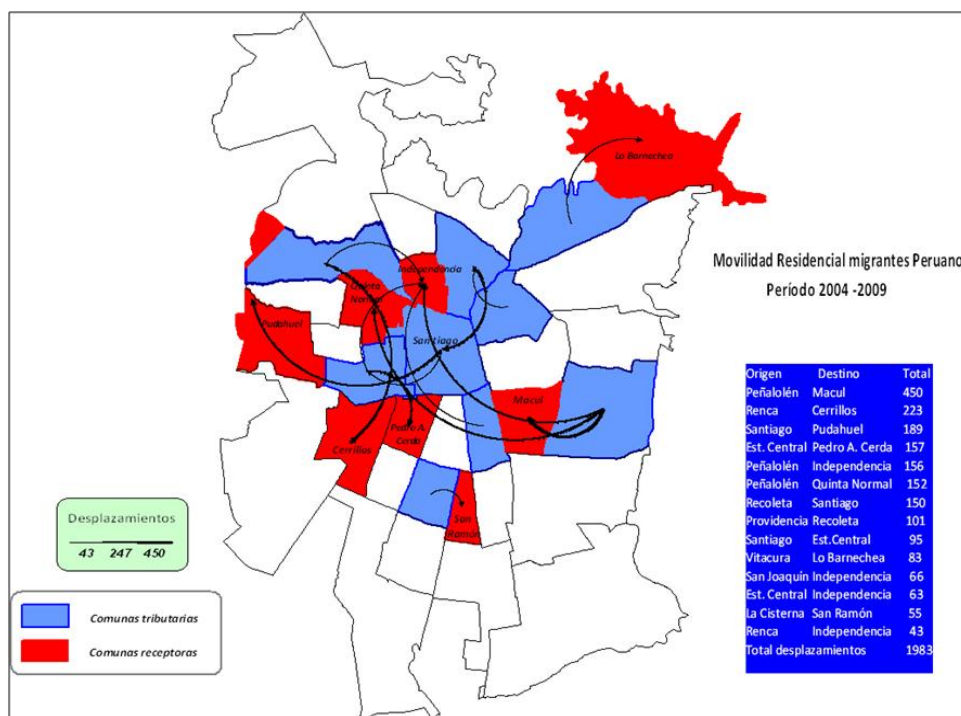 Lo Barnechea
Movilidad Residencial migrantes Peruano
Período 2004 -2009
Independencia
Quinta
Normal
Pudahuel
Santiago
Macul
Pedro A.
Cerda
Cerrillos
San
Ramón
Desplazamientos
43 247 450
Comunas tributarias
Comunas receptoras
Origen Destino Total
Peñalolén Macul 450
Renca Cerrillos 223
Santiago Pudahuel 189
Est. Central Pedro A. Cerda 157
Peñalolén Independencia 156
Peñalolén Quinta Normal 152
Recoleta Santiago 150
Providencia Recoleta 101
Santiago Est.Central 95
Vitacura Lo Barnechea 83
San Joaquín Independencia 66
Est. Central Independencia 63
La Cisterna San Ramón 55
Renca Independencia 43
Total desplazamientos 1983